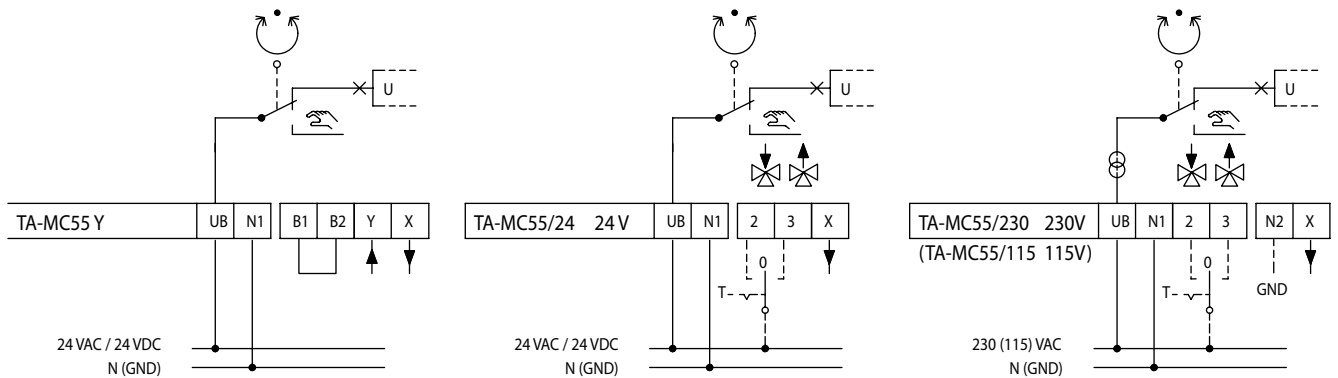 U
TA-MC55 Y UB N1 B1 B2 Y X
24 VAC / 24 VDC
N (GND)
U
TA-MC55/24 24 V UB N1 2 3 X
0
T
24 VAC / 24 VDC
N (GND)
U
TA-MC55/230 230V UB N1 2 3 N2 X
(TA-MC55/115 115V)
0
T
GND
230 (115) VAC
N (GND)